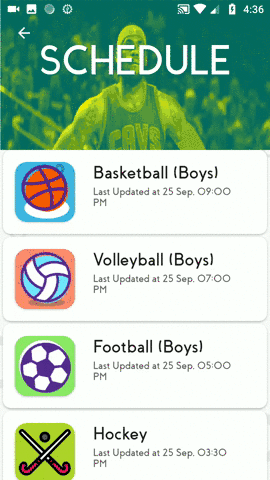 4:36
SCHEDULE
Basketball (Boys)
Last Updated at 25 Sep, 09:00
PM
Volleyball (Boys)
Last Updated at 25 Sep, 07:00
PM
Football (Boys)
Last Updated at 25 Sep, 05:00
PM
Hockey
Last Updated at 25 Sep, 03:30
PM